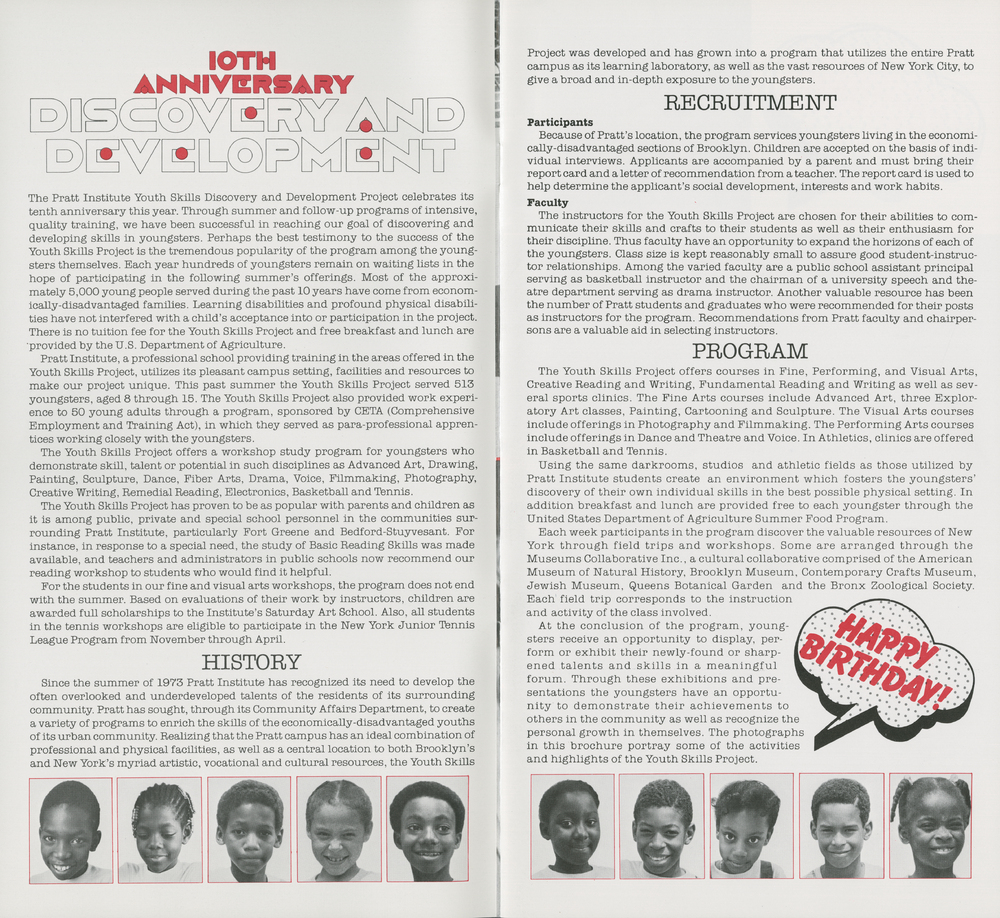 10TH
ANNIVERSARY
DISCOVERY AND
DEVELOPMENT
The Pratt Institute Youth Skills Discovery and Development Project celebrates its
tenth anniversary this year. Through summer and follow-up programs of intensive,
quality training, we have been successful in reaching our goal of discovering and
developing skills in youngsters. Perhaps the best testimony to the success of the
Youth Skills Project is the tremendous popularity of the program among the young-
sters themselves. Each year hundreds of youngsters remain on waiting lists in the
hope of participating in the following summer's offerings. Most of the approxi-
mately 5,000 young people served during the past 10 years have come from econom-
ically-disadvantaged families. Learning disabilities and profound physical disabili-
ties have not interfered with a child's acceptance into or participation in the project.
There is no tuition fee for the Youth Skills Project and free breakfast and lunch are
provided by the U.S. Department of Agriculture.
Pratt Institute, a professional school providing training in the areas offered in the
Youth Skills Project, utilizes its pleasant campus setting, facilities and resources to
make our project unique. This past summer the Youth Skills Project served 513
youngsters, aged 8 through 15. The Youth Skills Project also provided work experi-
ence to 50 young adults through a program, sponsored by CETA (Comprehensive
Employment and Training Act), in which they served as para-professional appren-
tices working closely with the youngsters.
The Youth Skills Project offers a workshop study program for youngsters who
demonstrate skill, talent or potential in such disciplines as Advanced Art, Drawing,
Painting, Sculpture, Dance, Fiber Arts, Drama, Voice, Filmmaking, Photography,
Creative Writing, Remedial Reading, Electronics, Basketball and Tennis.
The Youth Skills Project has proven to be as popular with parents and children as
it is among public, private and special school personnel in the communities sur-
rounding Pratt Institute, particularly Fort Greene and Bedford-Stuyvesant. For
instance, in response to a special need, the study of Basic Reading Skills was made
available, and teachers and administrators in public schools now recommend our
reading workshop to students who would find it helpful.
For the students in our fine and visual arts workshops, the program does not end
with the summer. Based on evaluations of their work by instructors, children are
awarded full scholarships to the Institute's Saturday Art School. Also, all students
in the tennis workshops are eligible to participate in the New York Junior Tennis
League Program from November through April.
HISTORY
Since the summer of 1973 Pratt Institute has recognized its need to develop the
often overlooked and underdeveloped talents of the residents of its surrounding
community. Pratt has sought, through its Community Affairs Department, to create
a variety of programs to enrich the skills of the economically-disadvantaged youths
of its urban community. Realizing that the Pratt campus has an ideal combination of
professional and physical facilities, as well as a central location to both Brooklyn's
and New York's myriad artistic, vocational and cultural resources, the Youth Skills
Project was developed and has grown into a program that utilizes the entire Pratt
campus as its learning laboratory, as well as the vast resources of New York City, to
give a broad and in-depth exposure to the youngsters.
RECRUITMENT
Participants
Because of Pratt's location, the program services youngsters living in the economi-
cally-disadvantaged sections of Brooklyn. Children are accepted on the basis of indi-
vidual interviews. Applicants are accompanied by a parent and must bring their
report card and a letter of recommendation from a teacher. The report card is used to
help determine the applicant's social development, interests and work habits.
Faculty
The instructors for the Youth Skills Project are chosen for their abilities to com-
municate their skills and crafts to their students as well as their enthusiasm for
their discipline. Thus faculty have an opportunity to expand the horizons of each of
the youngsters. Class size is kept reasonably small to assure good student-instruc-
tor relationships. Among the varied faculty are a public school assistant principal
serving as basketball instructor and the chairman of a university speech and the-
atre department serving as drama instructor. Another valuable resource has been
the number of Pratt students and graduates who were recommended for their posts
as instructors for the program. Recommendations from Pratt faculty and chairper-
sons are a valuable aid in selecting instructors.
PROGRAM
The Youth Skills Project offers courses in Fine, Performing, and Visual Arts,
Creative Reading and Writing, Fundamental Reading and Writing as well as sev-
eral sports clinics. The Fine Arts courses include Advanced Art, three Explor-
atory Art classes, Painting, Cartooning and Sculpture. The Visual Arts courses
include offerings in Photography and Filmmaking. The Performing Arts courses
include offerings in Dance and Theatre and Voice. In Athletics, clinics are offered
in Basketball and Tennis.
Using the same darkrooms, studios and athletic fields as those utilized by
Pratt Institute students create an environment which fosters the youngsters'
discovery of their own individual skills in the best possible physical setting. In
addition breakfast and lunch are provided free to each youngster through the
United States Department of Agriculture Summer Food Program.
Each week participants in the program discover the valuable resources of New
York through field trips and workshops. Some are arranged through the
Museums Collaborative Inc., a cultural collaborative comprised of the American
Museum of Natural History, Brooklyn Museum, Contemporary Crafts Museum,
Jewish Museum, Queens Botanical Garden and the Bronx Zoological Society.
Each field trip corresponds to the instruction
and activity of the class involved.
At the conclusion of the program, young-
sters receive an opportunity to display, per-
form or exhibit their newly-found or sharp-
ened talents and skills in a meaningful
forum. Through these exhibitions and pre-
sentations the youngsters have an opportu-
nity to demonstrate their achievements to
others in the community as well as recognize the
personal growth in themselves. The photographs
in this brochure portray some of the activities
and highlights of the Youth Skills Project.
HAPPY
BIRTHDAY!